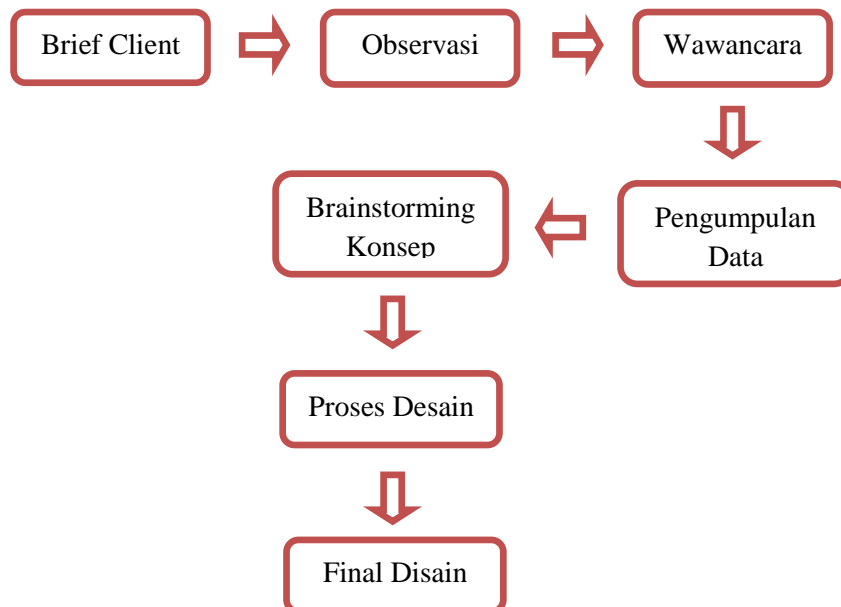 Brief Client
Observasi
Wawancara
Pengumpulan
Data
Brainstorming
Konsep
Proses Desain
Final Disain